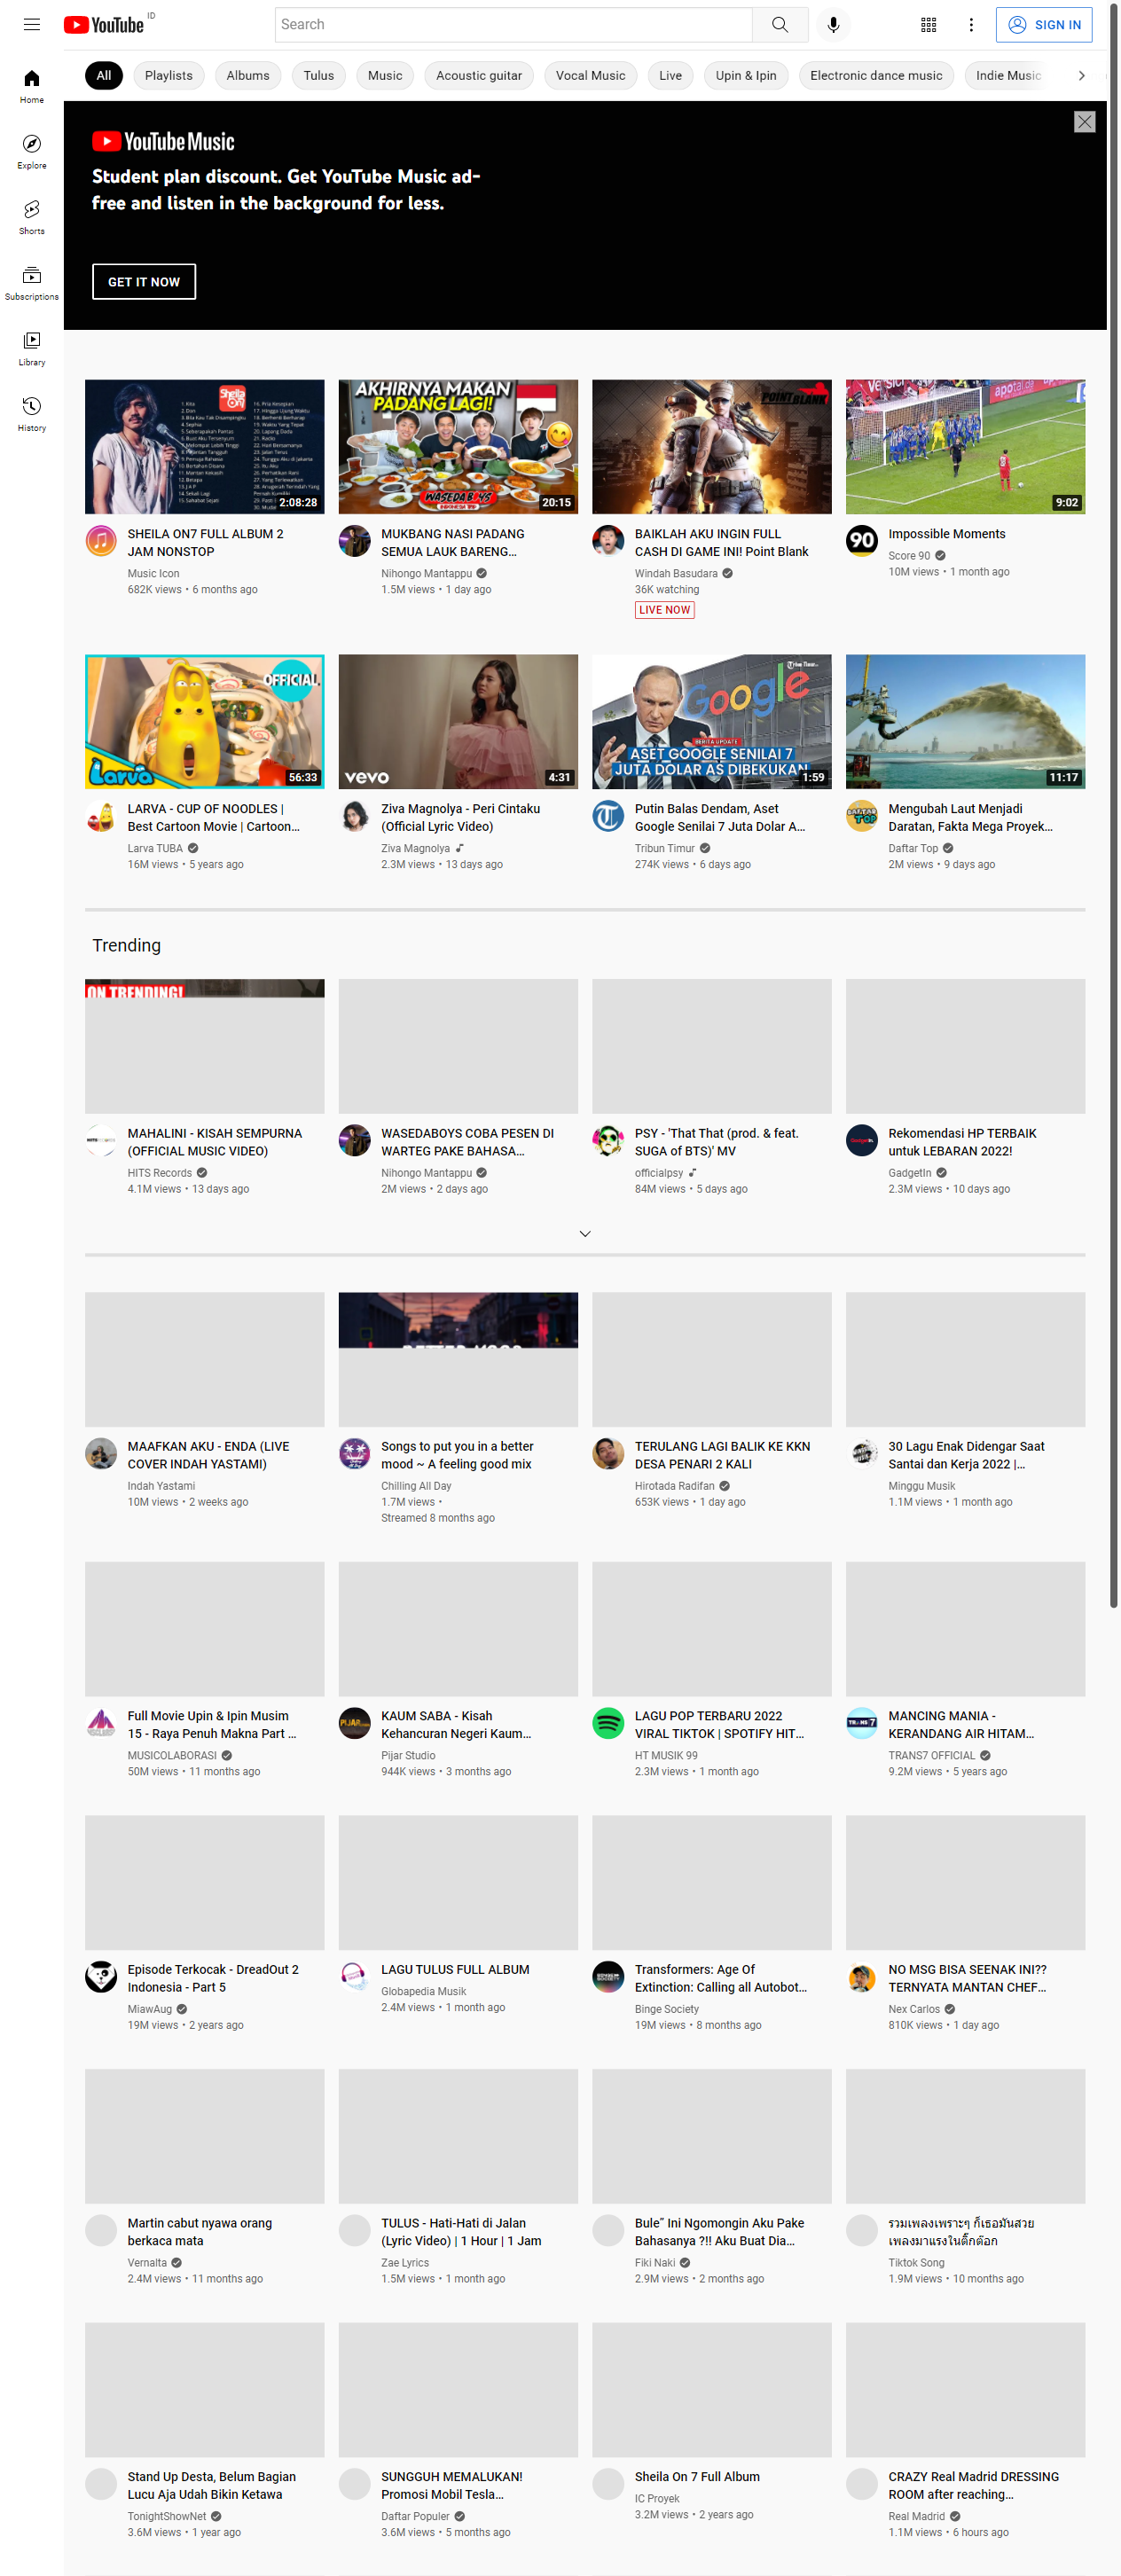 YouTube ID
Search
SIGN IN
Home
Explore
Shorts
Subscriptions
Library
History
All
Playlists
Albums
Tulus
Music
Acoustic guitar
Vocal Music
Live
Upin & Ipin
Electronic dance music
Indie Music
YouTube Music
Student plan discount. Get YouTube Music ad-
free and listen in the background for less.
GET IT NOW
Sheila On 7
2:08:28
SHEILA ON7 FULL ALBUM 2
JAM NONSTOP
Music Icon
682K views • 6 months ago
AKHIRNYA MAKAN
PADANG LAGI!
WASEDABOYS
20:15
MUKBANG NASI PADANG
SEMUA LAUK BARENG...
Nihongo Mantappu
1.5M views • 1 day ago
POINT BLANK
BAIKLAH AKU INGIN FULL
CASH DI GAME INI! Point Blank
Windah Basudara
36K watching
LIVE NOW
apotal.de
9:02
90
Impossible Moments
Score 90
10M views • 1 month ago
OFFICIAL
Larva
56:33
LARVA - CUP OF NOODLES |
Best Cartoon Movie | Cartoon...
Larva TUBA
16M views • 5 years ago
vevo
4:31
Ziva Magnolya - Peri Cintaku
(Official Lyric Video)
Ziva Magnolya
2.3M views • 13 days ago
Google
BERITA UPDATE
ASET GOOGLE SENILAI 7
JUTA DOLAR AS DIBEKUKAN
1:59
Putin Balas Dendam, Aset
Google Senilai 7 Juta Dolar A...
Tribun Timur
274K views • 6 days ago
11:17
Mengubah Laut Menjadi
Daratan, Fakta Mega Proyek...
Daftar Top
2M views • 9 days ago
Trending
ON TRENDING!
MAHALINI - KISAH SEMPURNA
(OFFICIAL MUSIC VIDEO)
HITS Records
4.1M views • 13 days ago
WASEDABOYS COBA PESEN DI
WARTEG PAKE BAHASA...
Nihongo Mantappu
2M views • 2 days ago
PSY - 'That That (prod. & feat.
SUGA of BTS)' MV
officialpsy
84M views • 5 days ago
Rekomendasi HP TERBAIK
untuk LEBARAN 2022!
GadgetIn
2.3M views • 10 days ago
MAAFKAN AKU - ENDA (LIVE
COVER INDAH YASTAMI)
Indah Yastami
10M views • 2 weeks ago
Songs to put you in a better
mood ~ A feeling good mix
Chilling All Day
1.7M views •
Streamed 8 months ago
TERULANG LAGI BALIK KE KKN
DESA PENARI 2 KALI
Hirotada Radifan
653K views • 1 day ago
30 Lagu Enak Didengar Saat
Santai dan Kerja 2022 |...
Minggu Musik
1.1M views • 1 month ago
Full Movie Upin & Ipin Musim
15 - Raya Penuh Makna Part ...
MUSICOLABORASI
50M views • 11 months ago
KAUM SABA - Kisah
Kehancuran Negeri Kaum...
Pijar Studio
944K views • 3 months ago
LAGU POP TERBARU 2022
VIRAL TIKTOK | SPOTIFY HIT...
HT MUSIK 99
2.3M views • 1 month ago
MANCING MANIA -
KERANDANG AIR HITAM...
TRANS7 OFFICIAL
9.2M views • 5 years ago
Episode Terkocak - DreadOut 2
Indonesia - Part 5
MiawAug
19M views • 2 years ago
LAGU TULUS FULL ALBUM
Globapedia Musik
2.4M views • 1 month ago
Transformers: Age Of
Extinction: Calling all Autobot...
Binge Society
19M views • 8 months ago
NO MSG BISA SEENAK INI??
TERNYATA MANTAN CHEF...
Nex Carlos
810K views • 1 day ago
Martin cabut nyawa orang
berkaca mata
Vernalta
2.4M views • 11 months ago
TULUS - Hati-Hati di Jalan
(Lyric Video) | 1 Hour | 1 Jam
Zae Lyrics
1.5M views • 1 month ago
Bule" Ini Ngomongin Aku Pake
Bahasanya ?!! Aku Buat Dia...
Fiki Naki
2.9M views • 2 months ago
รวมเพลงเพราะๆ ก็เธอมันสวย
เพลงมาแรงในติ๊กต๊อก
Tiktok Song
1.9M views • 10 months ago
Stand Up Desta, Belum Bagian
Lucu Aja Udah Bikin Ketawa
TonightShowNet
3.6M views • 1 year ago
SUNGGUH MEMALUKAN!
Promosi Mobil Tesla...
Daftar Populer
3.6M views • 5 months ago
Sheila On 7 Full Album
IC Proyek
3.2M views • 2 years ago
CRAZY Real Madrid DRESSING
ROOM after reaching...
Real Madrid
1.1M views • 6 hours ago